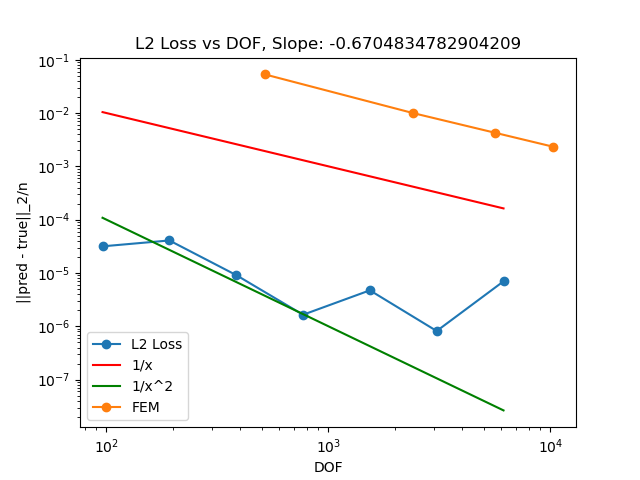 L2 Loss vs DOF, Slope: -0.6704834782904209
10^-1
10^-2
10^-3
10^-4
10^-5
10^-6
10^-7
||pred - true||_2/n
L2 Loss
1/x
1/x^2
FEM
10^2
10^3
10^4
DOF